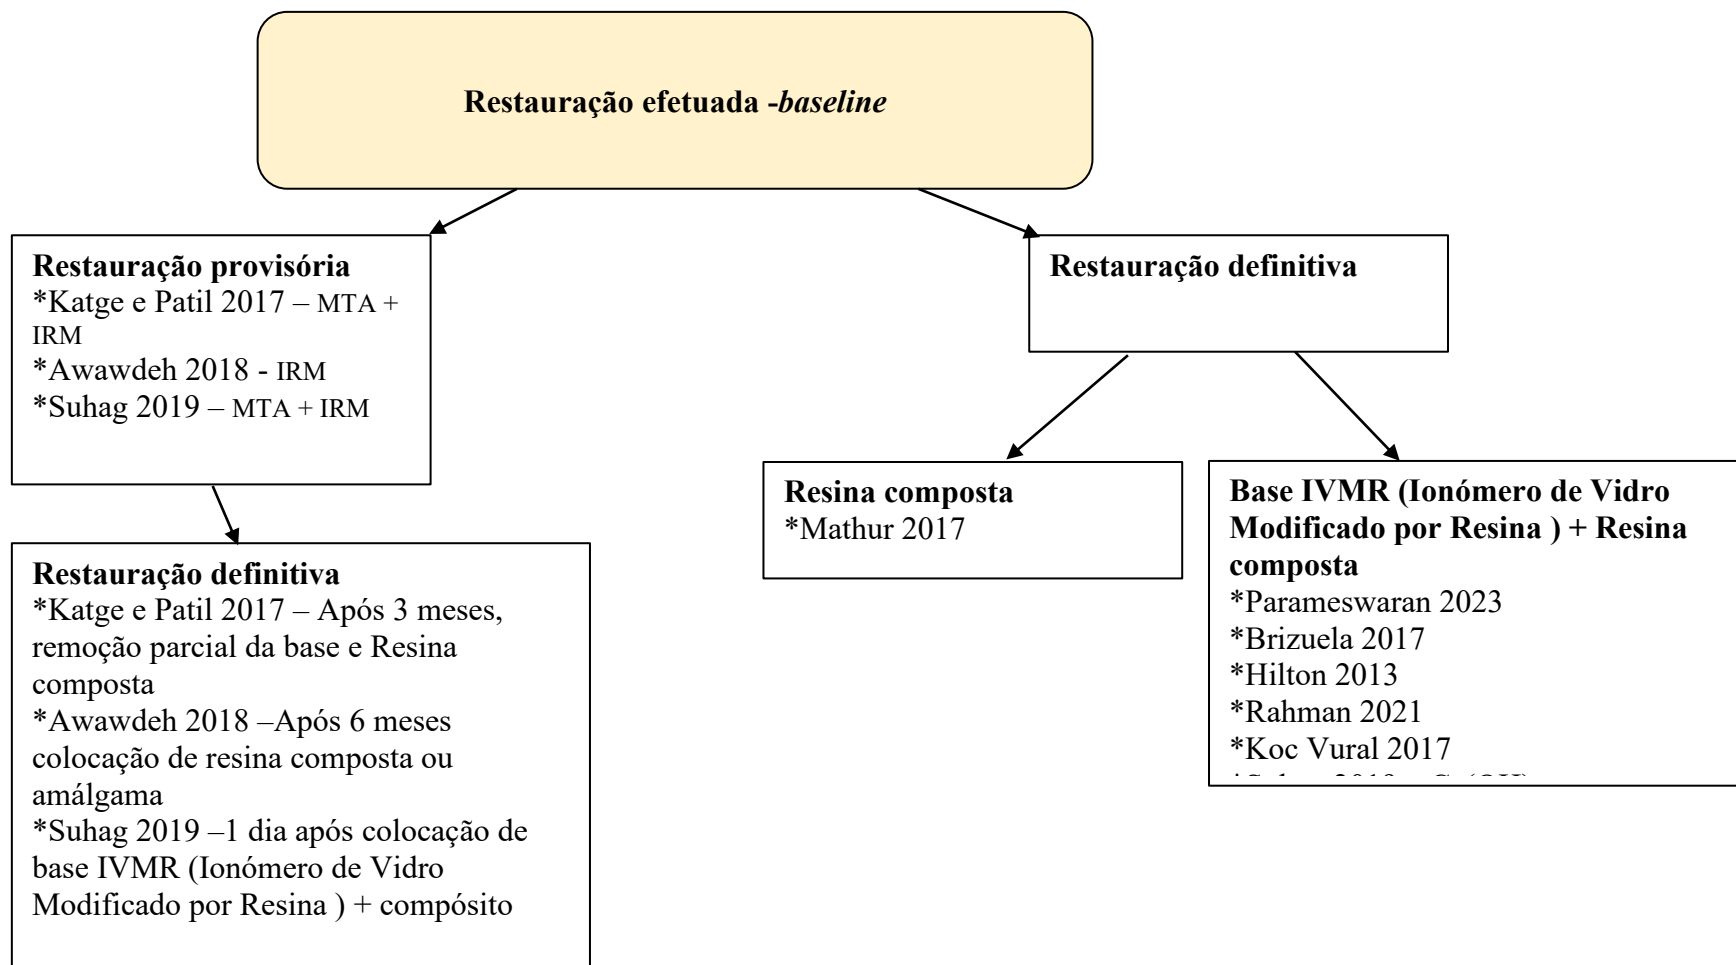 Restauração efetuada -baseline
Restauração provisória
*Katge e Patil 2017 – MTA +
IRM
*Awawdeh 2018 - IRM
*Suhag 2019 – MTA + IRM
Restauração definitiva
*Katge e Patil 2017 – Após 3 meses,
remoção parcial da base e Resina
composta
*Awawdeh 2018 –Após 6 meses
colocação de resina composta ou
amálgama
*Suhag 2019 –1 dia após colocação de
base IVMR (Ionómero de Vidro
Modificado por Resina ) + compósito
Restauração definitiva
Resina composta
*Mathur 2017
Base IVMR (Ionómero de Vidro
Modificado por Resina ) + Resina
composta
*Parameswaran 2023
*Brizuela 2017
*Hilton 2013
*Rahman 2021
*Koc Vural 2017